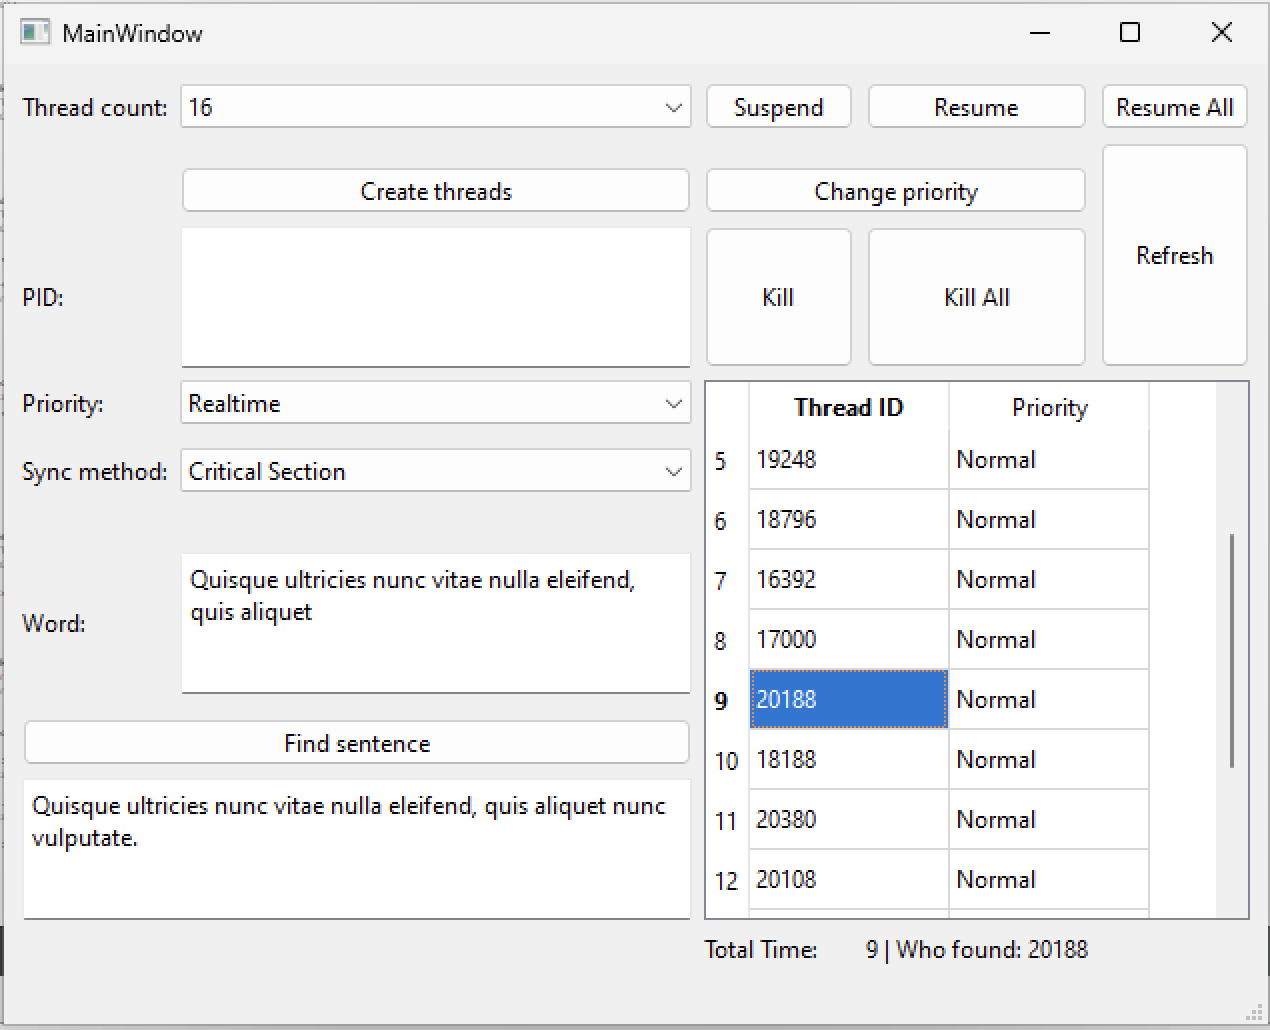 MainWindow
Thread count: 16 Suspend Resume Resume All
Create threads Change priority
Refresh
PID:
Kill Kill All
Priority: Realtime
Sync method: Critical Section
Word:
Quisque ultricies nunc vitae nulla eleifend,
quis aliquet
Find sentence
Quisque ultricies nunc vitae nulla eleifend, quis aliquet nunc
vulputate.
Thread ID Priority
5 19248 Normal
6 18796 Normal
7 16392 Normal
8 17000 Normal
9 20188 Normal
10 18188 Normal
11 20380 Normal
12 20108 Normal
Total Time: 9 | Who found: 20188